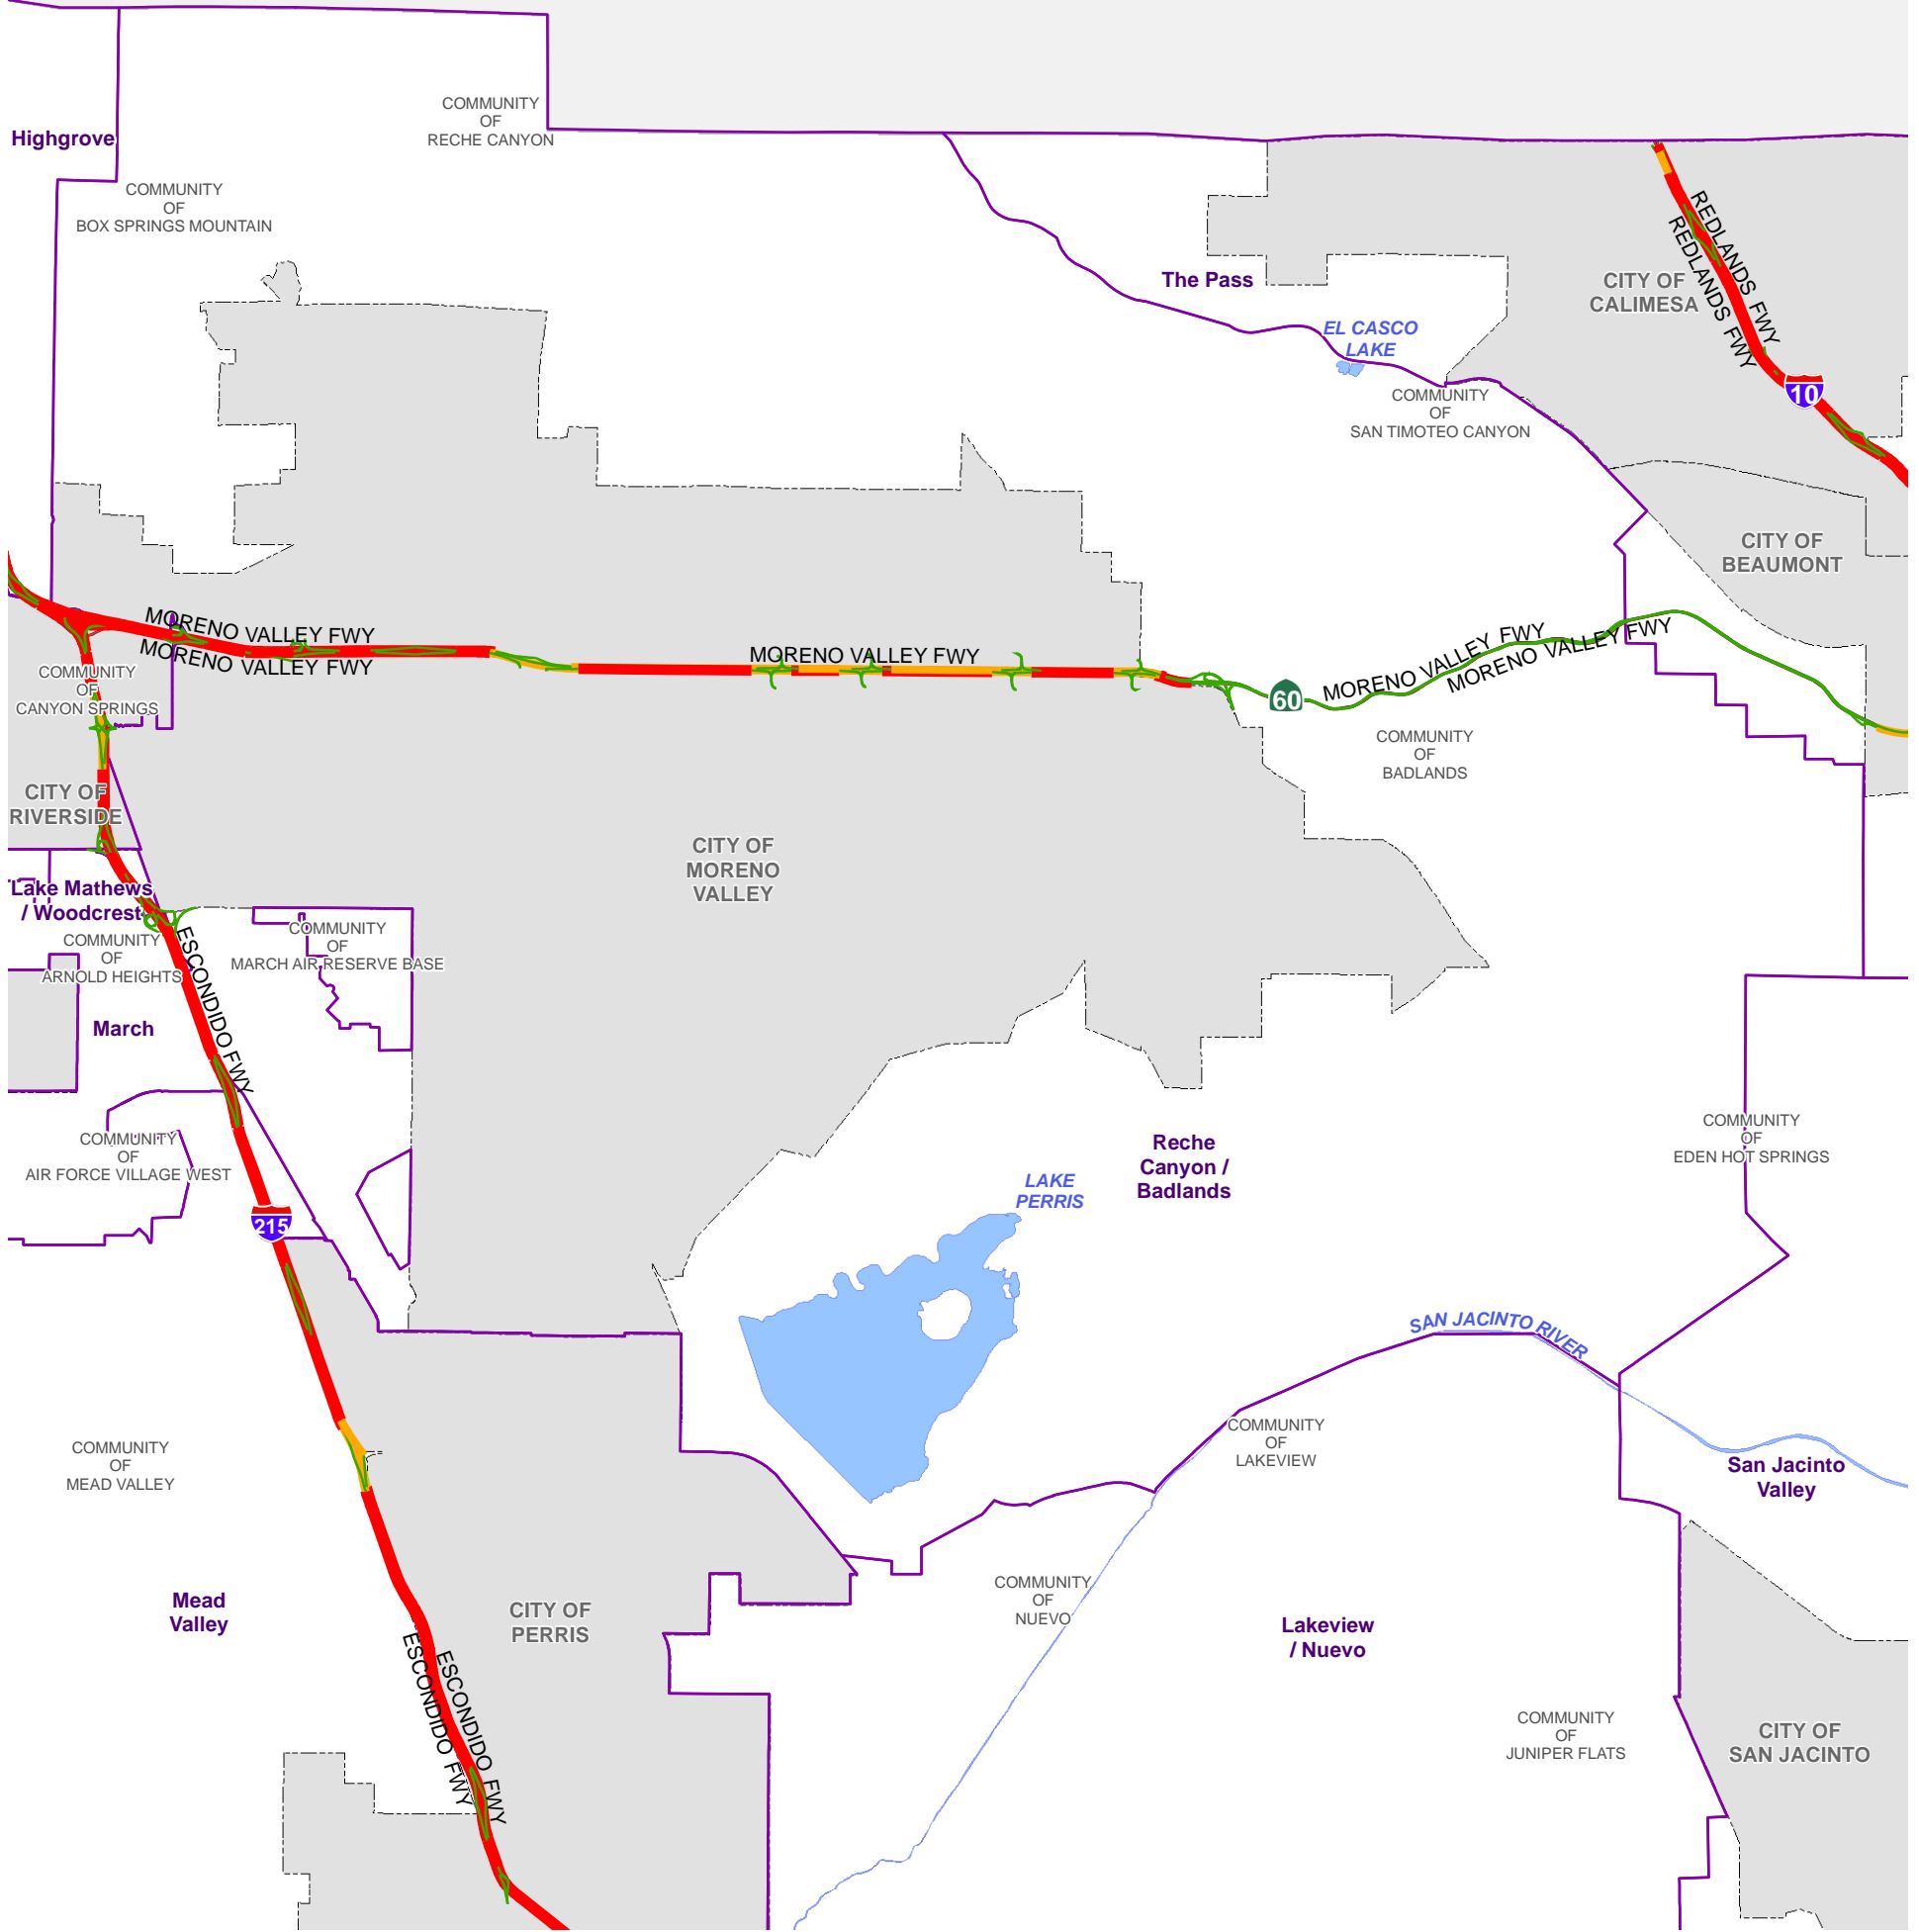 COMMUNITY
OF
RECHE CANYON
Highgrove
COMMUNITY
OF
BOX SPRINGS MOUNTAIN
REDLANDS FWY
REDLANDS FWY
The Pass
CITY OF
CALIMESA
EL CASCO
LAKE
10
COMMUNITY
OF
SAN TIMOTEO CANYON
CITY OF
BEAUMONT
MORENO VALLEY FWY
MORENO VALLEY FWY
MORENO VALLEY FWY
MORENO VALLEY FWY
MORENO VALLEY FWY
60
COMMUNITY
OF
CANYON SPRINGS
COMMUNITY
OF
BADLANDS
CITY OF
RIVERSIDE
CITY OF
MORENO
VALLEY
Lake Mathews
/ Woodcrest
COMMUNITY
OF
ARNOLD HEIGHTS
COMMUNITY
OF
MARCH AIR RESERVE BASE
ESCONDIDO FWY
March
COMMUNITY
OF
AIR FORCE VILLAGE WEST
COMMUNITY
OF
EDEN HOT SPRINGS
Reche
Canyon /
Badlands
LAKE
PERRIS
215
SAN JACINTO RIVER
COMMUNITY
OF
LAKEVIEW
COMMUNITY
OF
MEAD VALLEY
San Jacinto
Valley
COMMUNITY
OF
NUEVO
Mead
Valley
CITY OF
PERRIS
Lakeview
/ Nuevo
ESCONDIDO FWY
ESCONDIDO FWY
COMMUNITY
OF
JUNIPER FLATS
CITY OF
SAN JACINTO